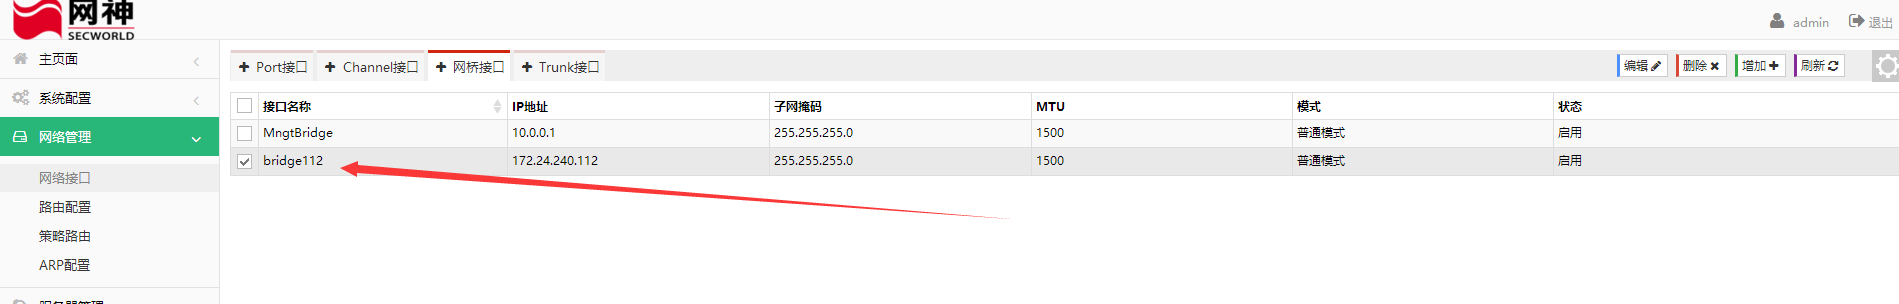 网神
SECWORLD
admin 退出
主页面
系统配置
网络管理
网络接口
路由配置
策略路由
ARP配置
服务器管理
Port接口 Channel接口 网桥接口 Trunk接口
编辑 删除 增加 刷新
接口名称 IP地址 子网掩码 MTU 模式 状态
MngtBridge 10.0.0.1 255.255.255.0 1500 普通模式 启用
bridge112 172.24.240.112 255.255.255.0 1500 普通模式 启用